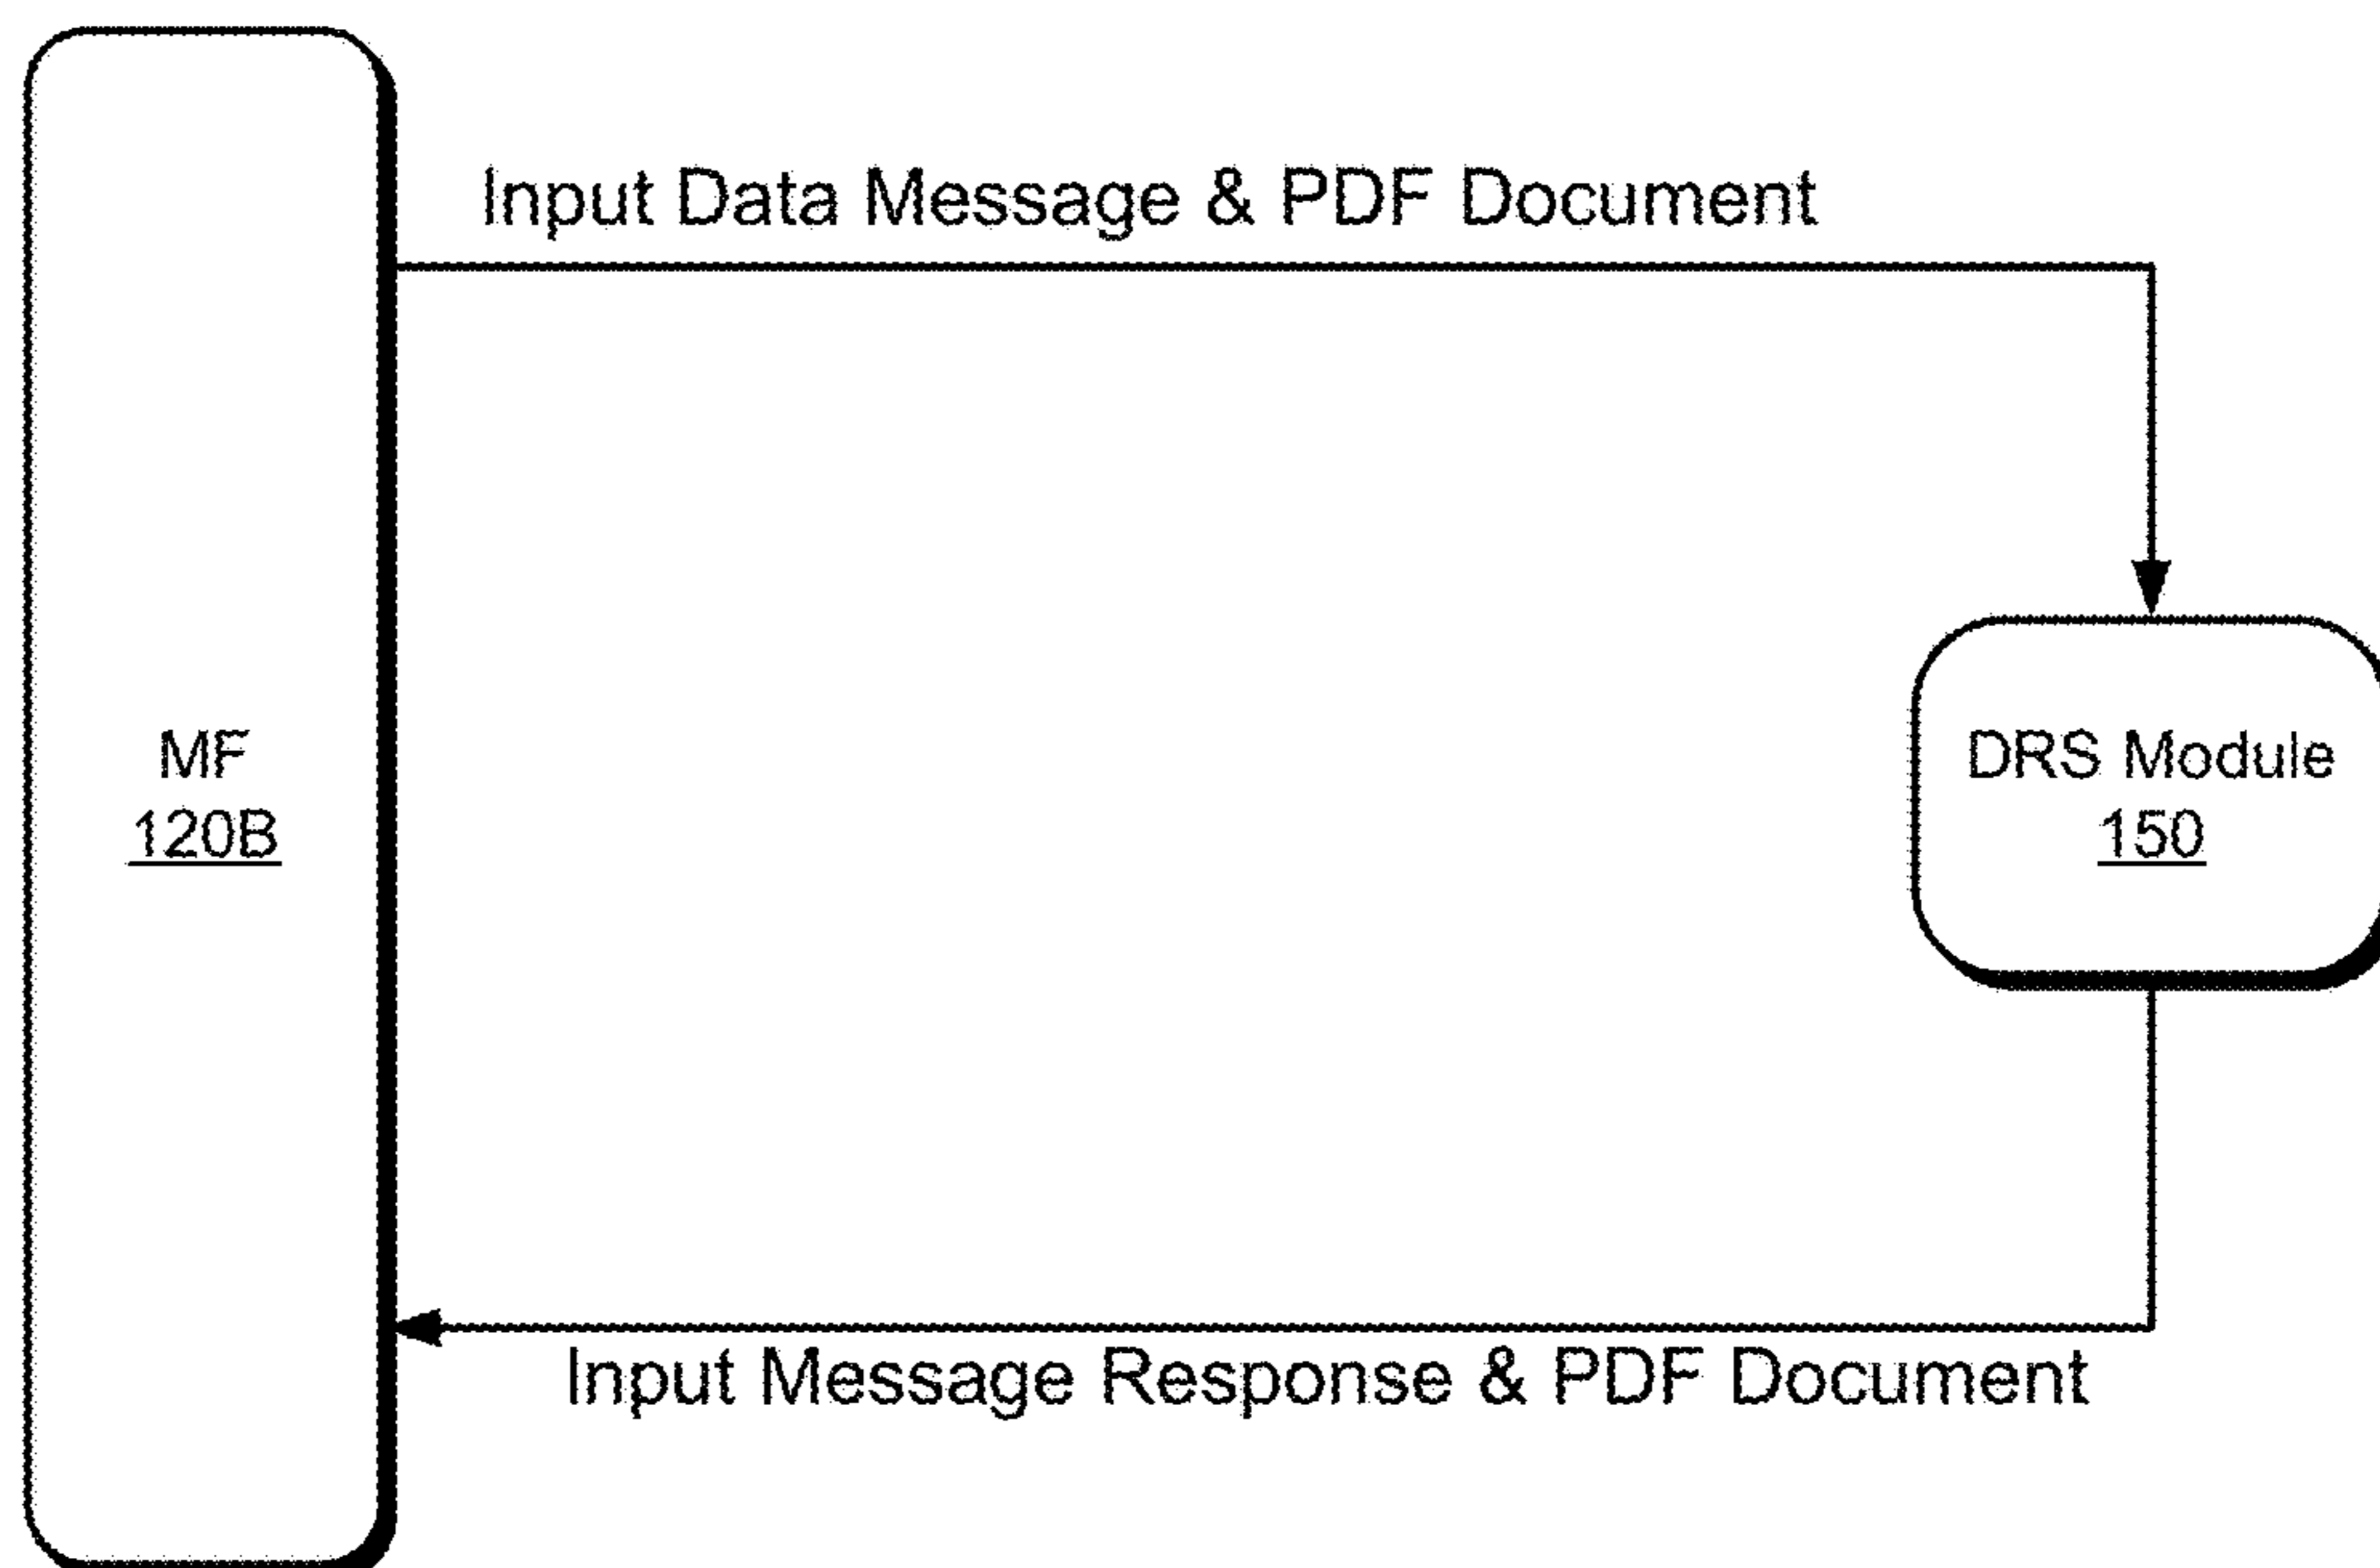 Input Data Message & PDF Document
MF
120B
DRS Module
150
Input Message Response & PDF Document